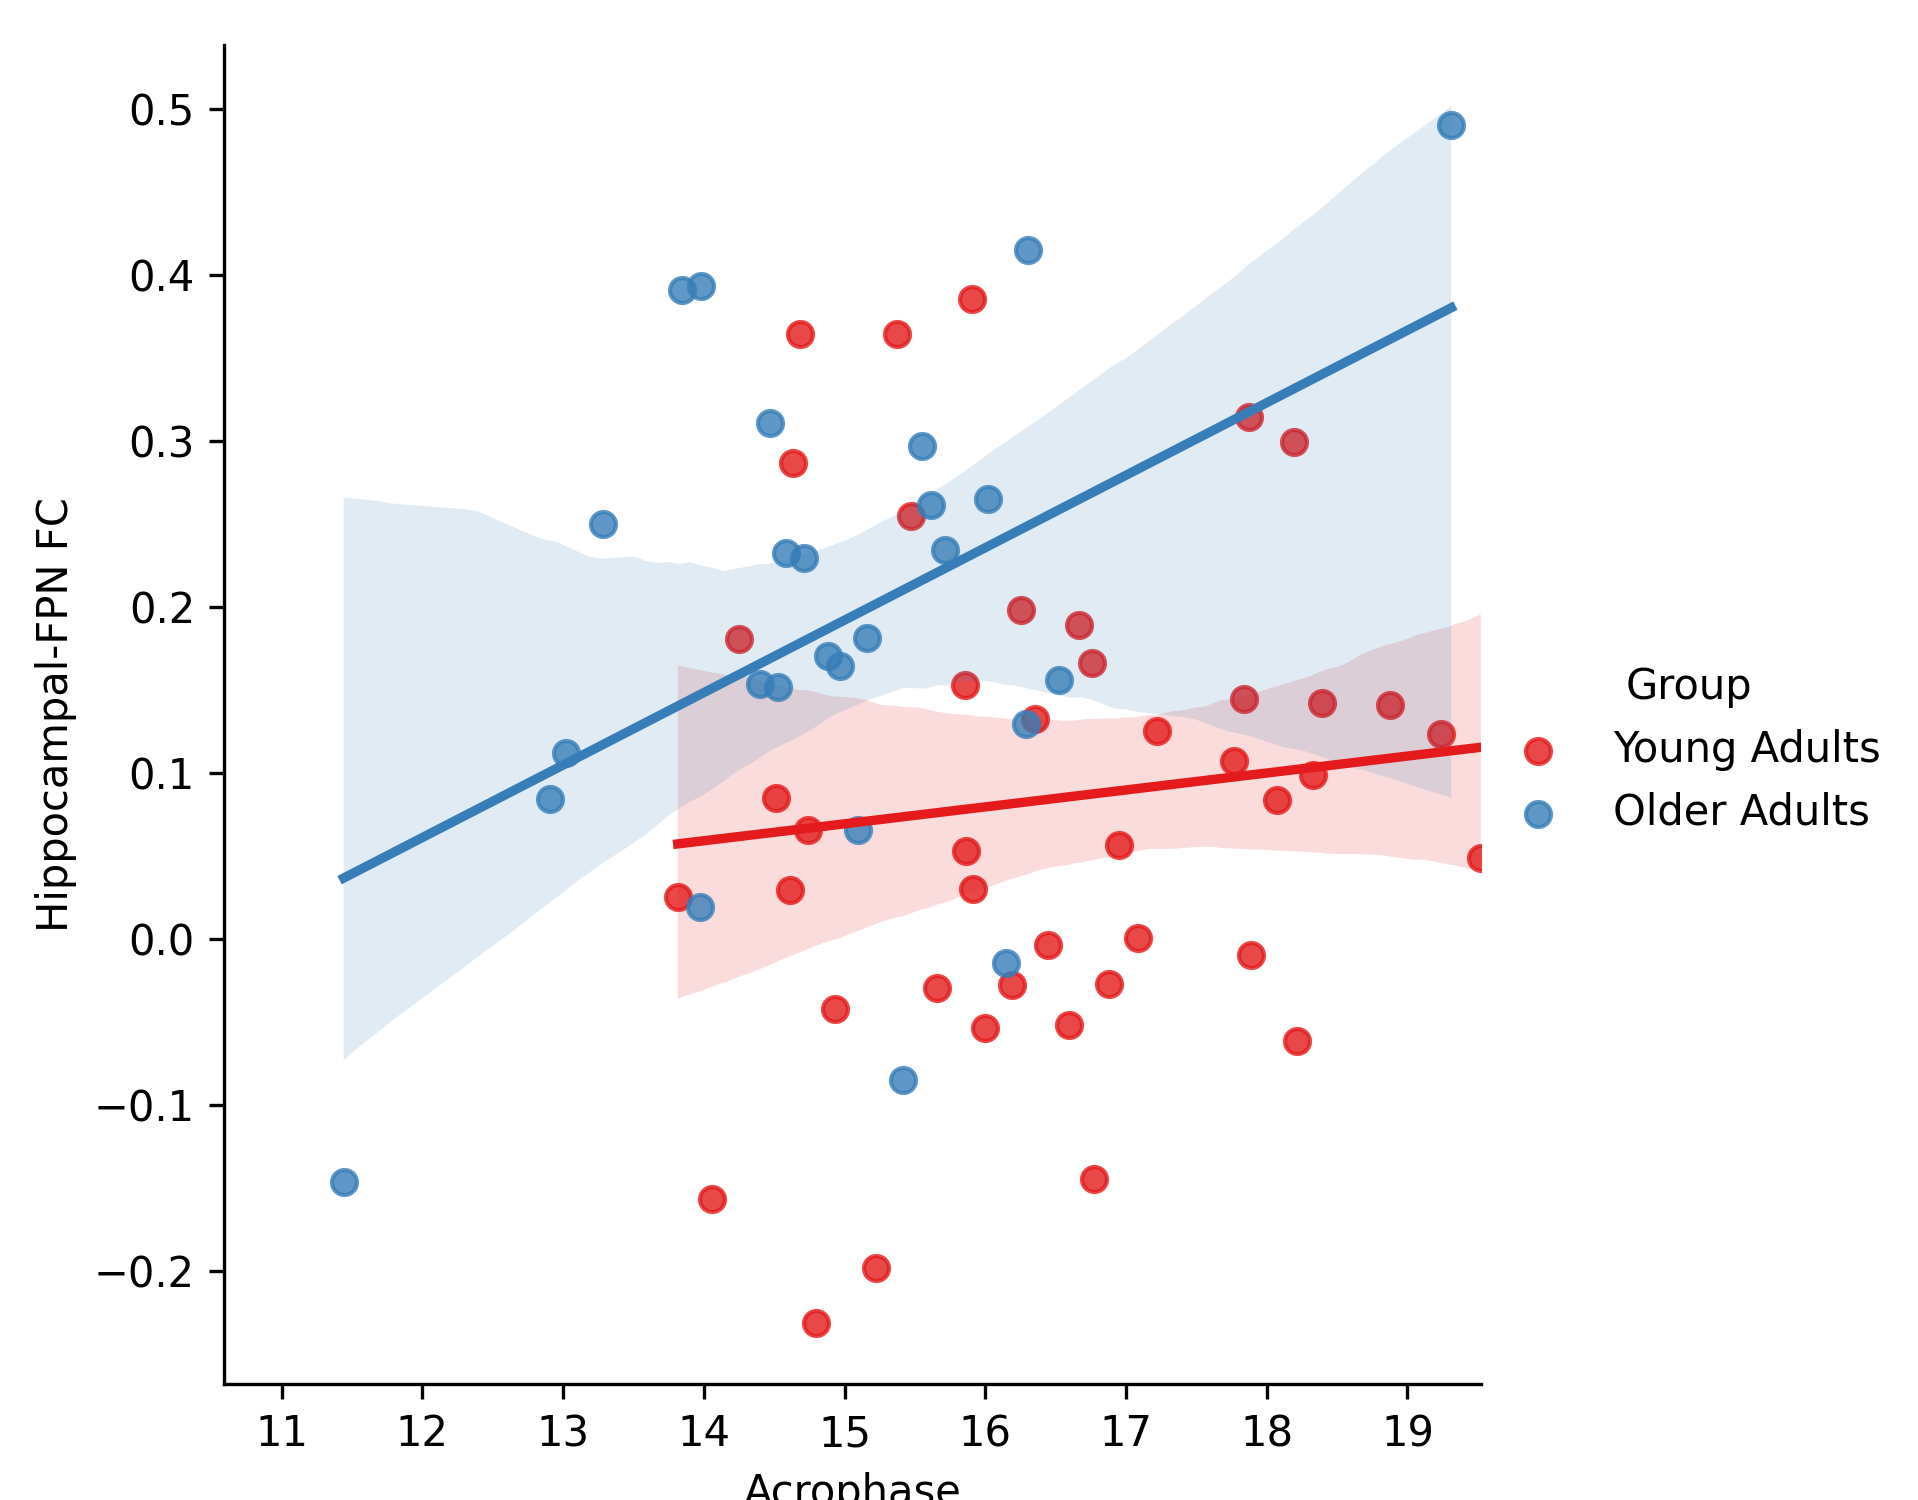 0.5
0.4
0.3
0.2
0.1
0.0
−0.1
−0.2
Hippocampal-FPN FC
11 12 13 14 15 16 17 18 19
Acrophase
Group
Young Adults
Older Adults